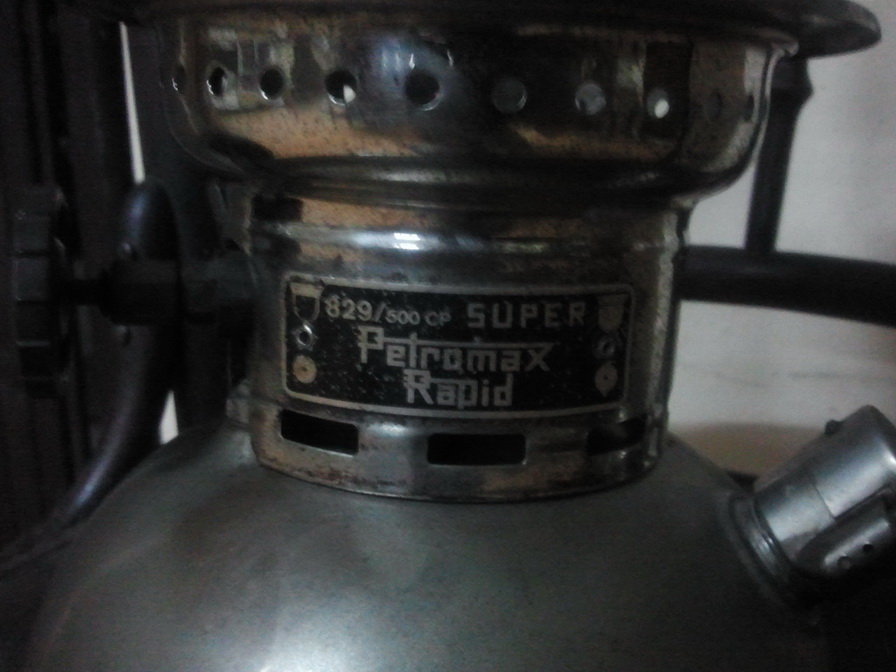 829/500 CP SUPER
Petromax
Rapid